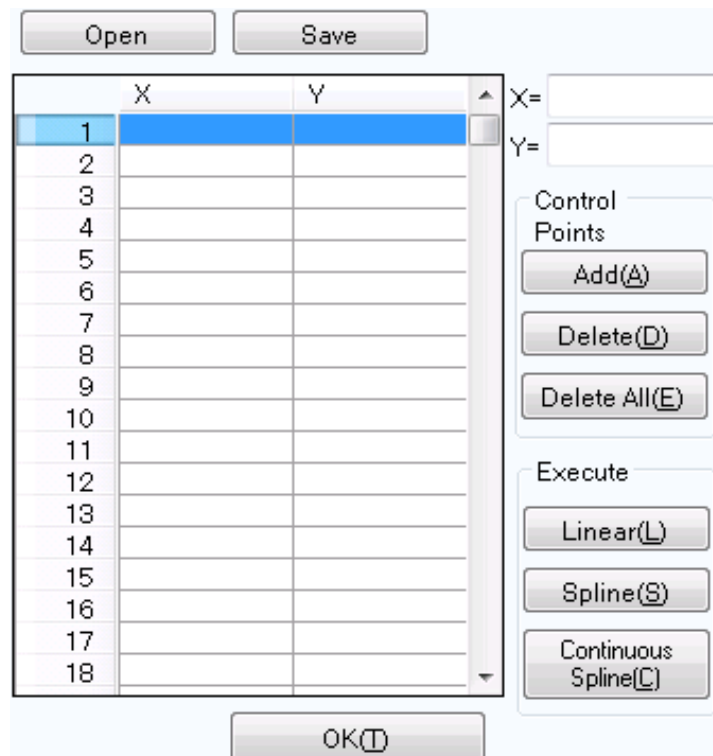 Open Save
X Y
X=
Y=
1
2
3
4
5
6
7
8
9
10
11
12
13
14
15
16
17
18
Control
Points
Add(A)
Delete(D)
Delete All(E)
Execute
Linear(L)
Spline(S)
Continuous
Spline(C)
OK(T)